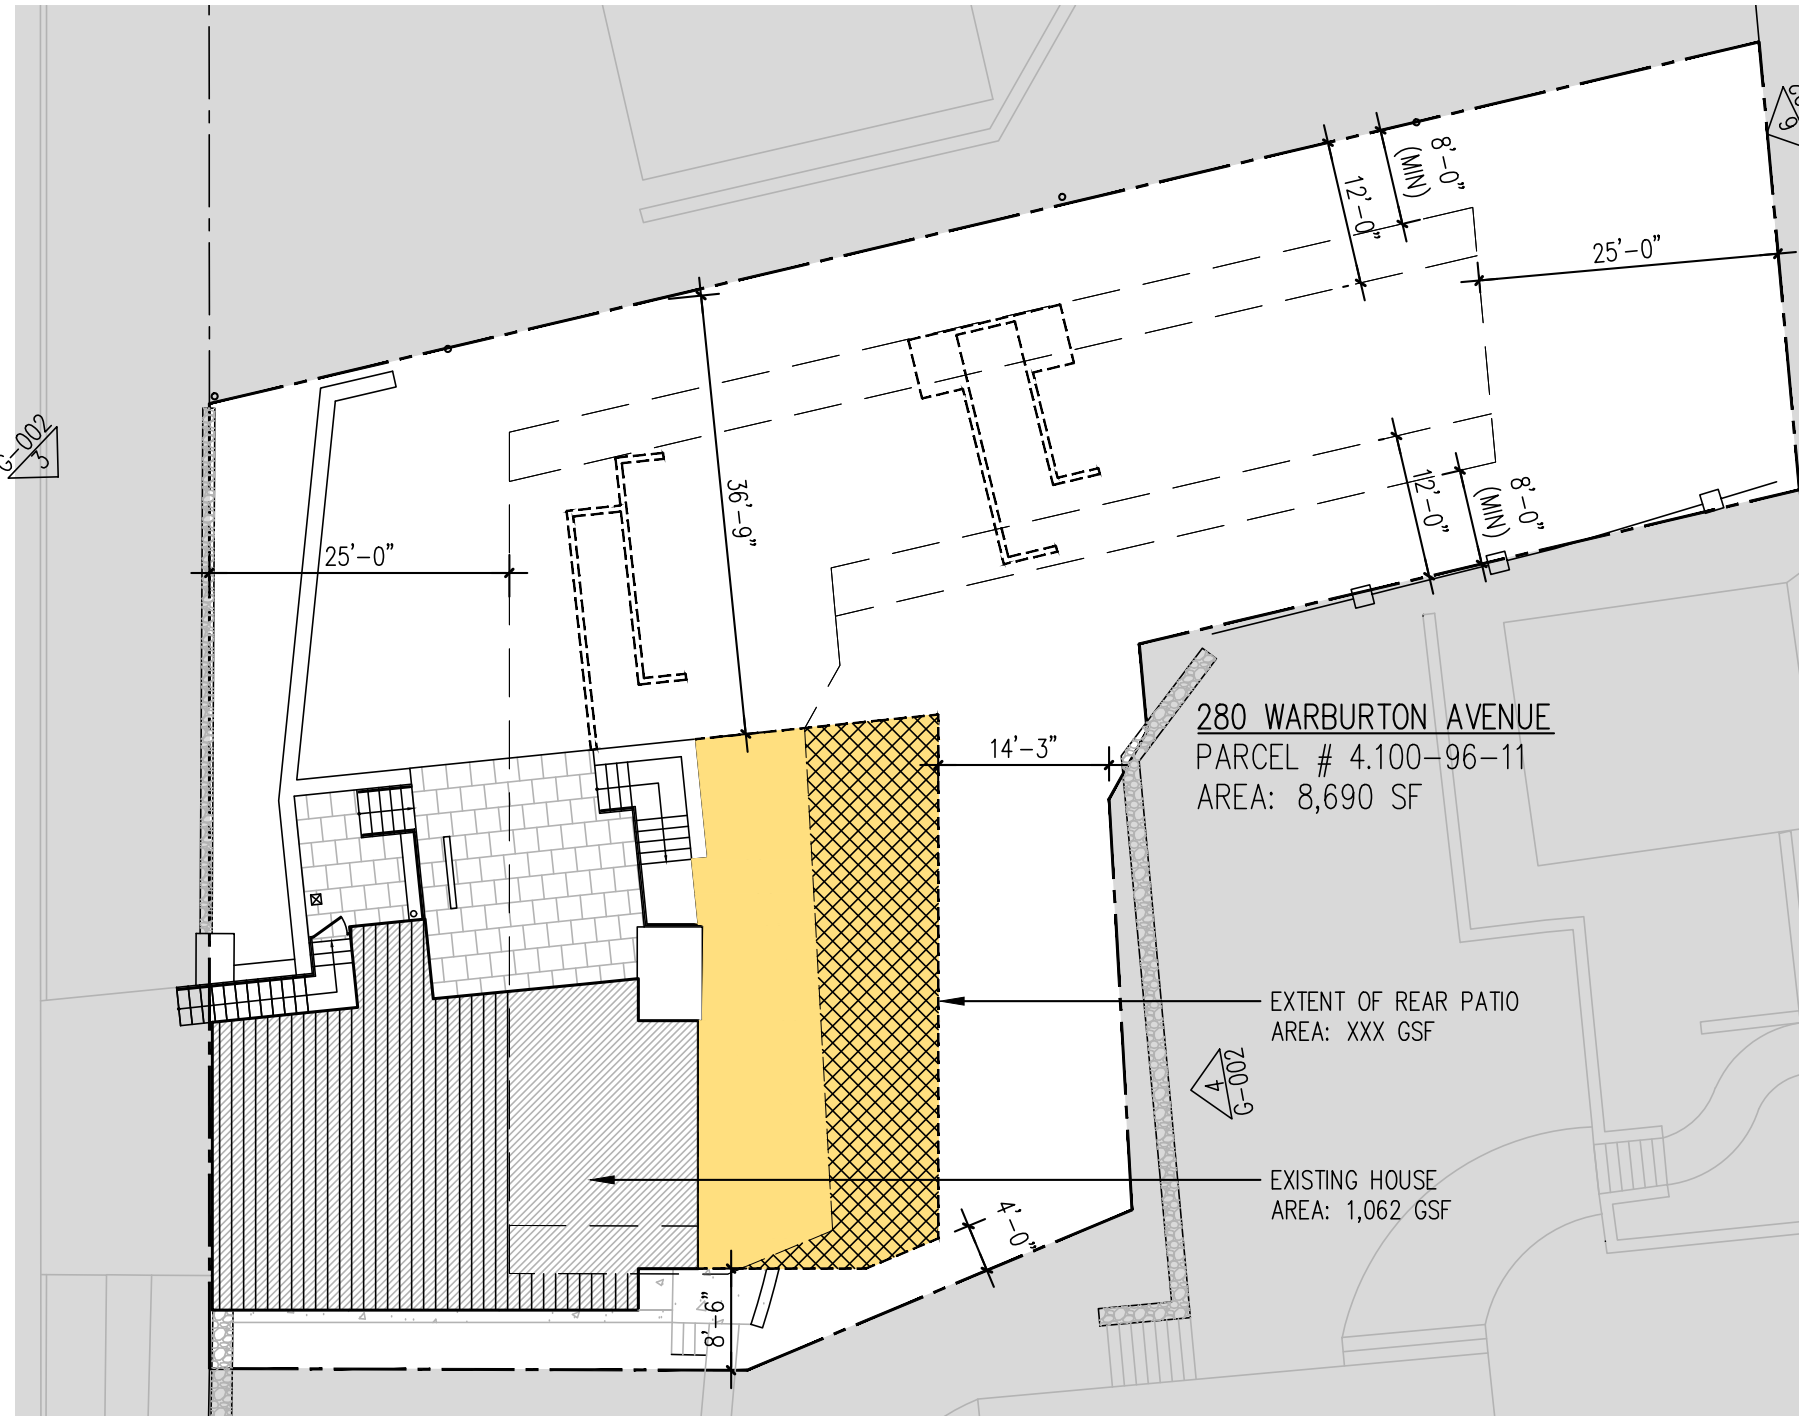 8'-0"
(MIN)
12'-0"
9
25'-0"
G-002
3
36'-9"
25'-0"
12'-0"
8'-0"
(MIN)
280 WARBURTON AVENUE
PARCEL # 4.100-96-11
AREA: 8,690 SF
14'-3"
EXTENT OF REAR PATIO
AREA: XXX GSF
4
G-002
EXISTING HOUSE
AREA: 1,062 GSF
4'-0"
8'-6"